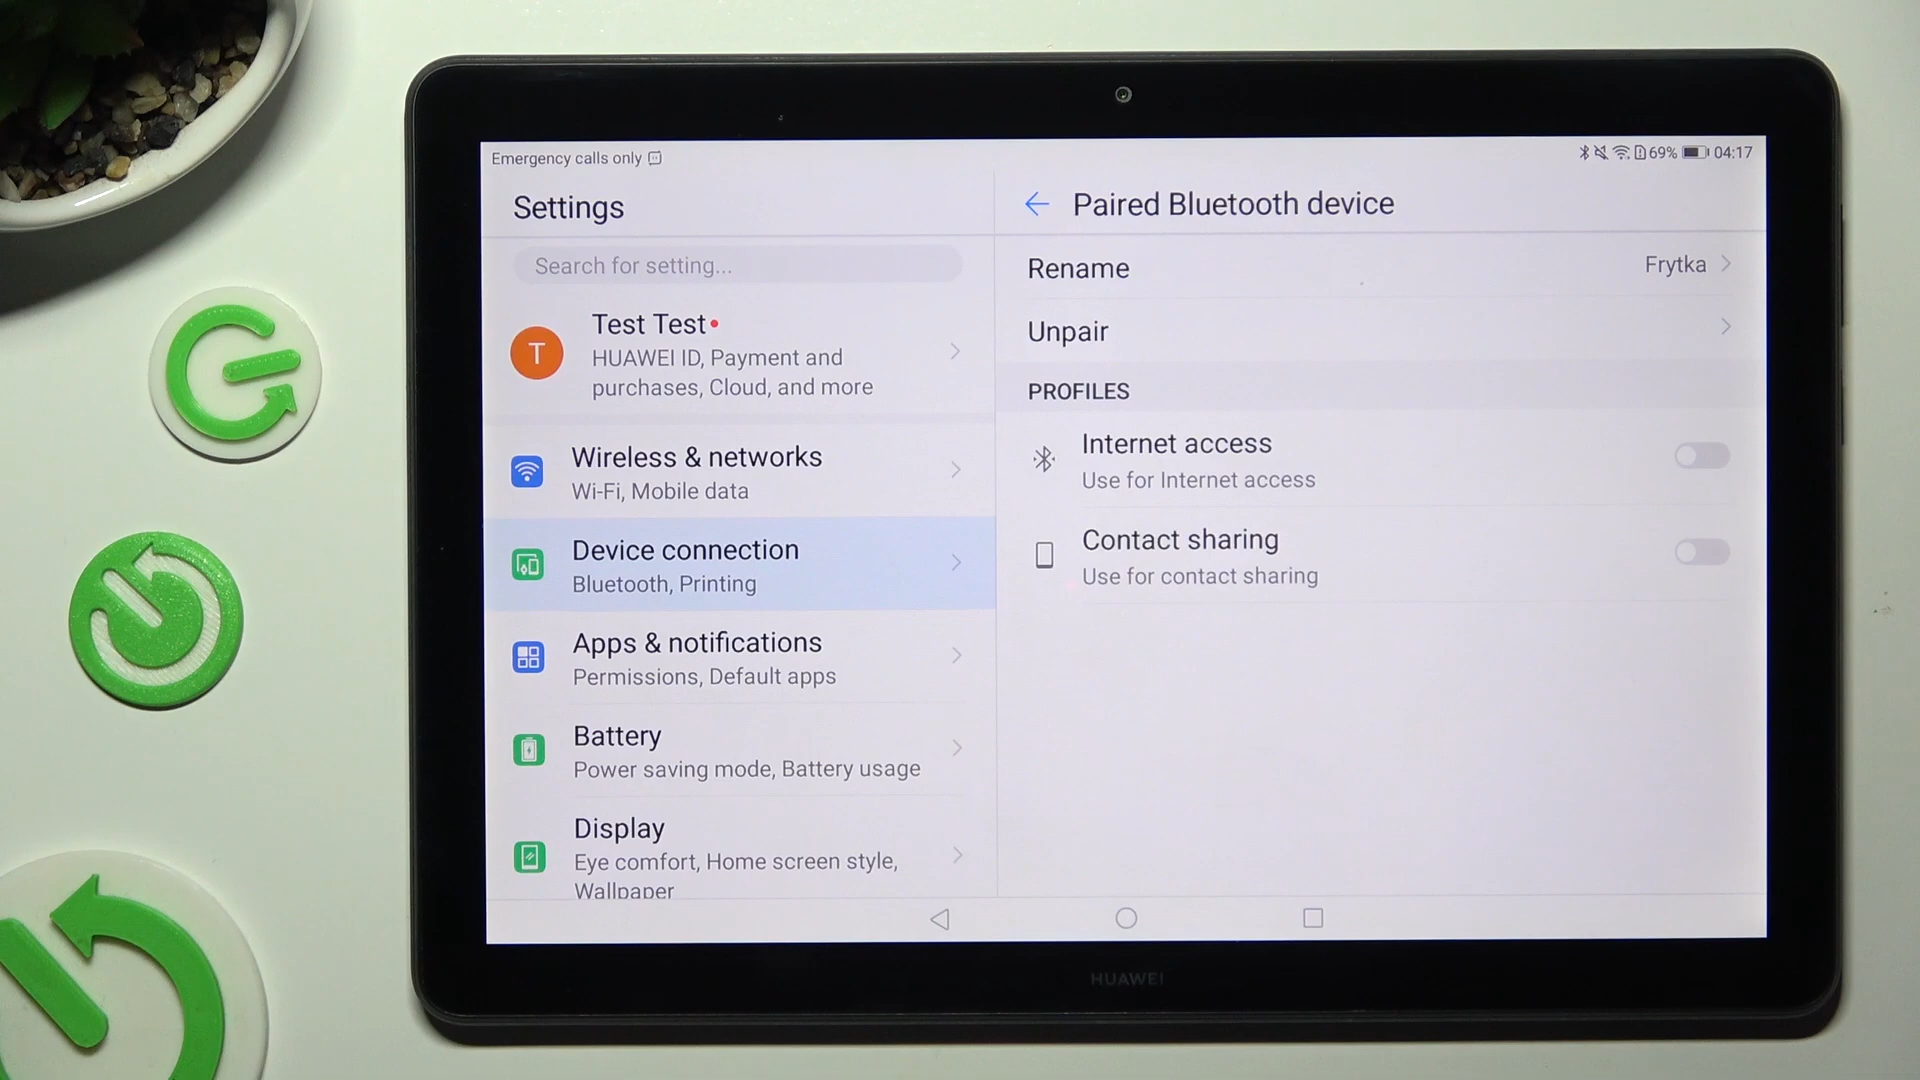 Emergency calls only
69% 04:17
Settings
Search for setting...
Test Test
T
HUAWEI ID, Payment and
purchases, Cloud, and more
Wireless & networks
Wi-Fi, Mobile data
Device connection
Bluetooth, Printing
Apps & notifications
Permissions, Default apps
Battery
Power saving mode, Battery usage
Display
Eye comfort, Home screen style,
Wallpaper
Paired Bluetooth device
Rename Frytka
Unpair
PROFILES
Internet access
Use for Internet access
Contact sharing
Use for contact sharing
HUAWEI